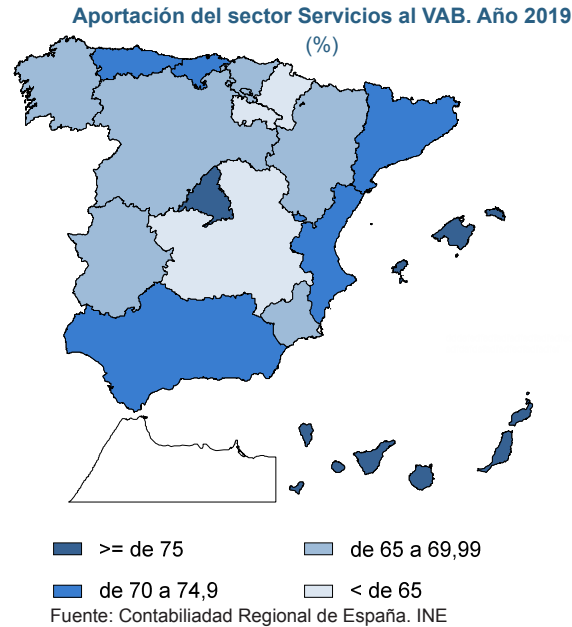 Aportación del sector Servicios al VAB. Año 2019
(%)
>= de 75
de 65 a 69,99
de 70 a 74,9
< de 65
Fuente: Contabiliadad Regional de España. INE